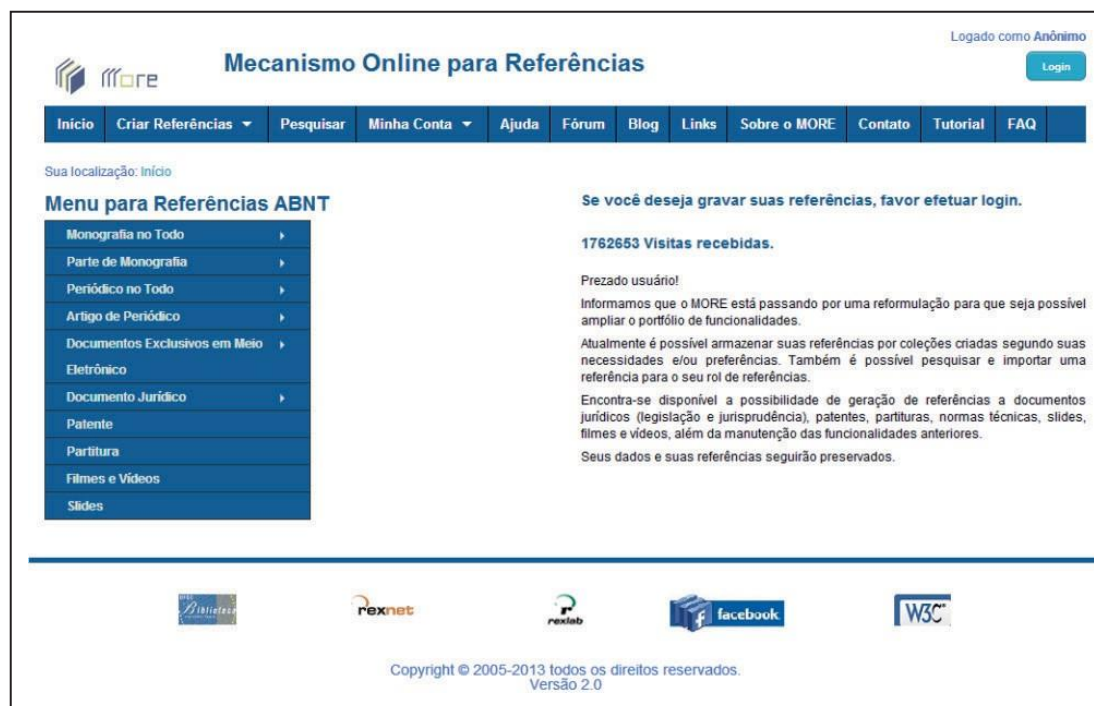 Logado como Anônimo
more
Mecanismo Online para Referências
Login
Início Criar Referências Pesquisar Minha Conta Ajuda Fórum Blog Links Sobre o MORE Contato Tutorial FAQ
Sua localização: Início
Menu para Referências ABNT
Monografia no Todo
Parte de Monografia
Periódico no Todo
Artigo de Periódico
Documentos Exclusivos em Meio
Eletrônico
Documento Jurídico
Patente
Partitura
Filmes e Vídeos
Slides
Se você deseja gravar suas referências, favor efetuar login.
1762653 Visitas recebidas.
Prezado usuário!
Informamos que o MORE está passando por uma reformulação para que seja possível
ampliar o portfólio de funcionalidades.
Atualmente é possível armazenar suas referências por coleções criadas segundo suas
necessidades e/ou preferências. Também é possível pesquisar e importar uma
referência para o seu rol de referências.
Encontra-se disponível a possibilidade de geração de referências a documentos
jurídicos (legislação e jurisprudência), patentes, partituras, normas técnicas, slides,
filmes e vídeos, além da manutenção das funcionalidades anteriores.
Seus dados e suas referências seguirão preservados.
Biblioteca
rexnet
rexlab
facebook
W3C
Copyright © 2005-2013 todos os direitos reservados.
Versão 2.0